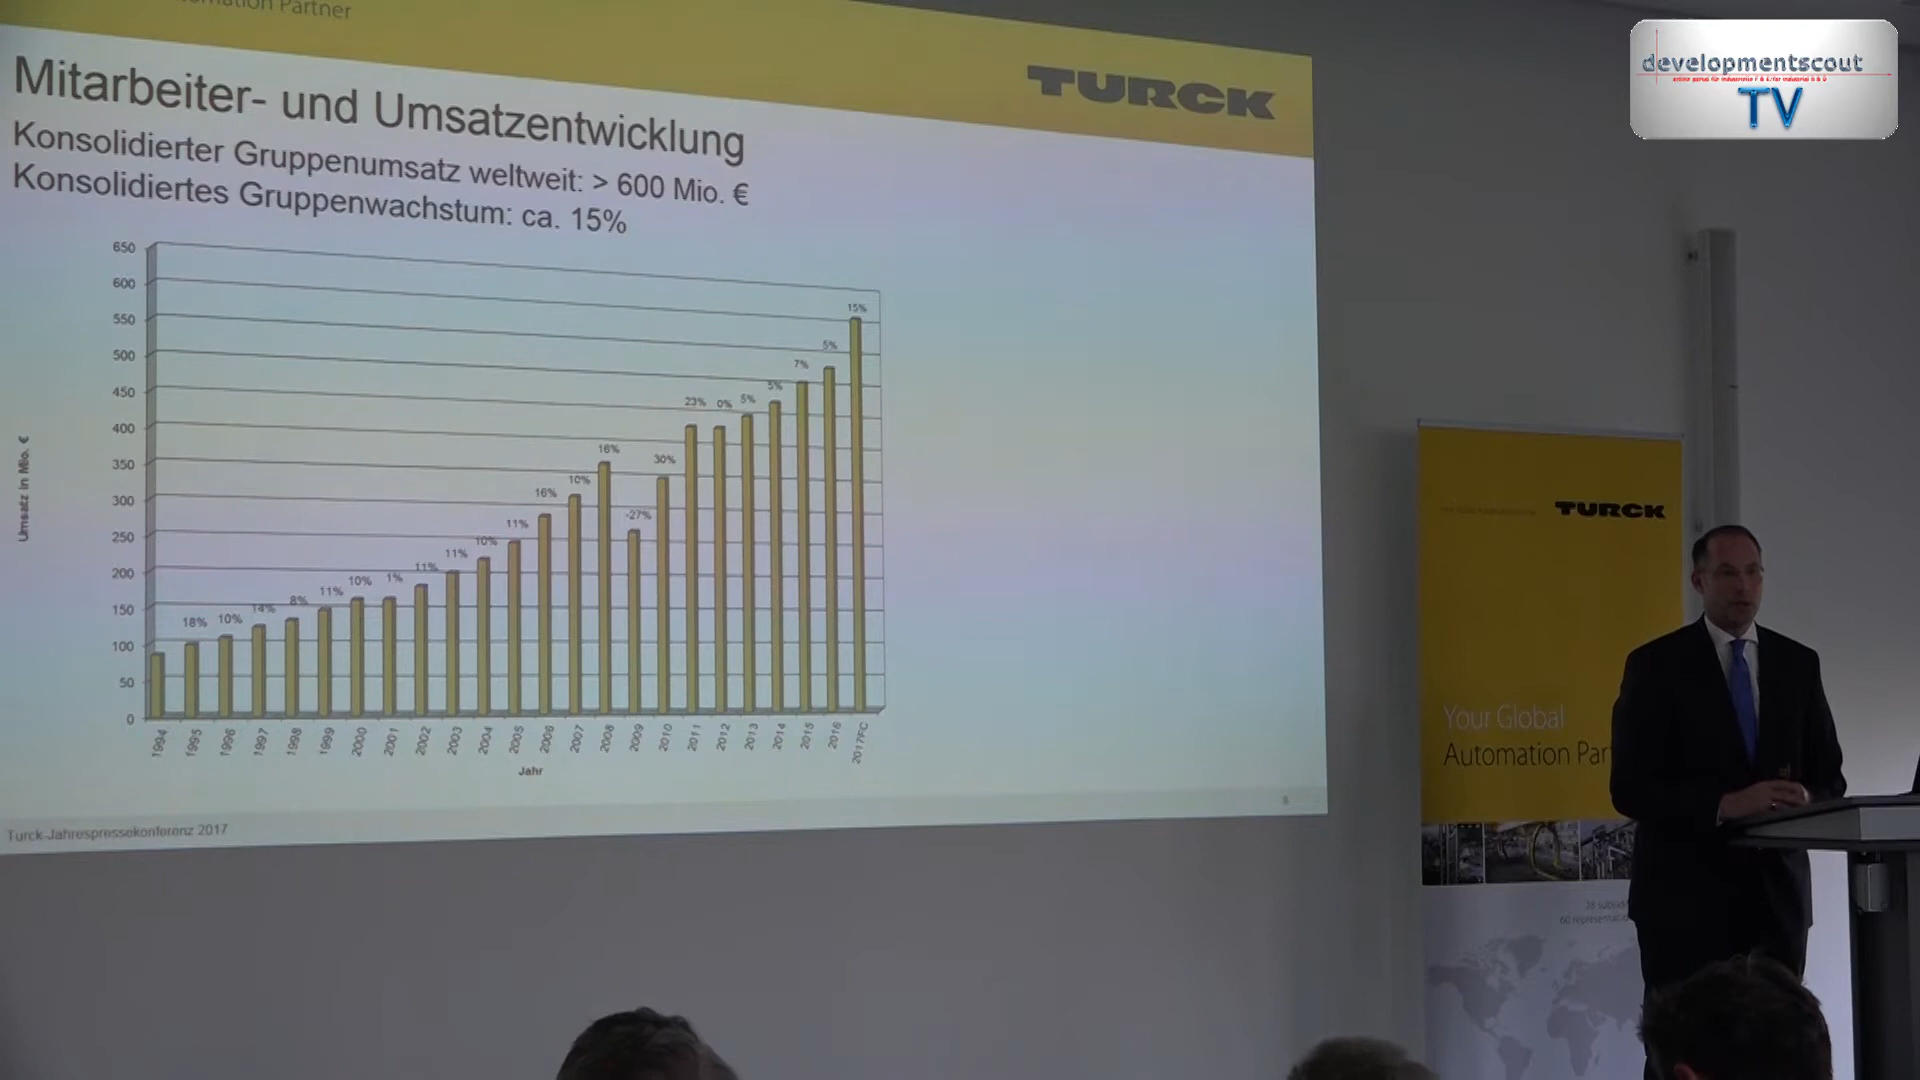 Partner
TURCK
Mitarbeiter- und Umsatzentwicklung
Konsolidierter Gruppenumsatz weltweit: > 600 Mio. €
Konsolidiertes Gruppenwachstum: ca. 15%
650
600
550
500
450
400
350
300
250
200
150
100
50
0
Umsatz in Mio. €
18% 10% 14% 8% 11% 10% 1% 11% 11% 10% 11% 16% 10% 16% -27% 30% 23% 0% 5% 5% 7% 5% 15%
1994 1995 1996 1997 1998 1999 2000 2001 2002 2003 2004 2005 2006 2007 2008 2009 2010 2011 2012 2013 2014 2015 2016 2017FC
Jahr
Turck-Jahrespressekonferenz 2017
developmentscout
TV
TURCK
Your Global
Automation Par